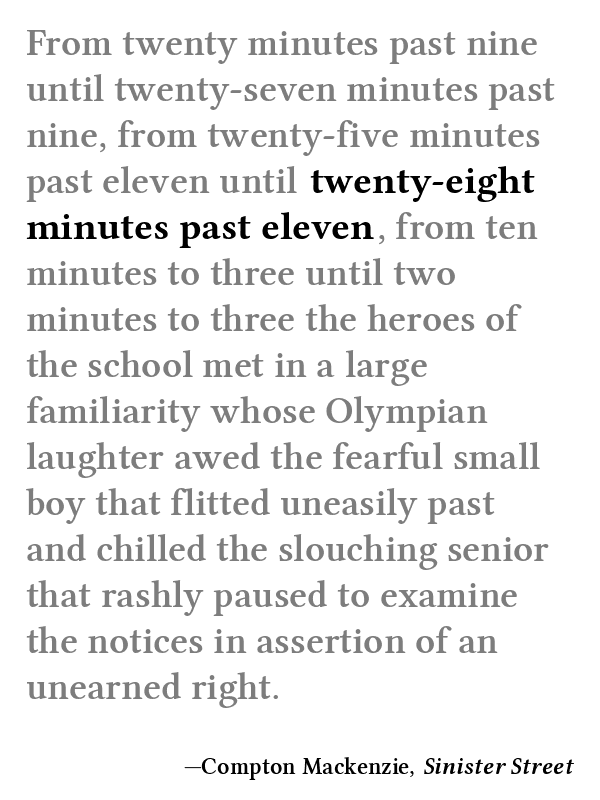 From twenty minutes past nine
until twenty-seven minutes past
nine, from twenty-five minutes
past eleven until twenty-eight
minutes past eleven, from ten
minutes to three until two
minutes to three the heroes of
the school met in a large
familiarity whose Olympian
laughter awed the fearful small
boy that flitted uneasily past
and chilled the slouching senior
that rashly paused to examine
the notices in assertion of an
unearned right.
—Compton Mackenzie, Sinister Street